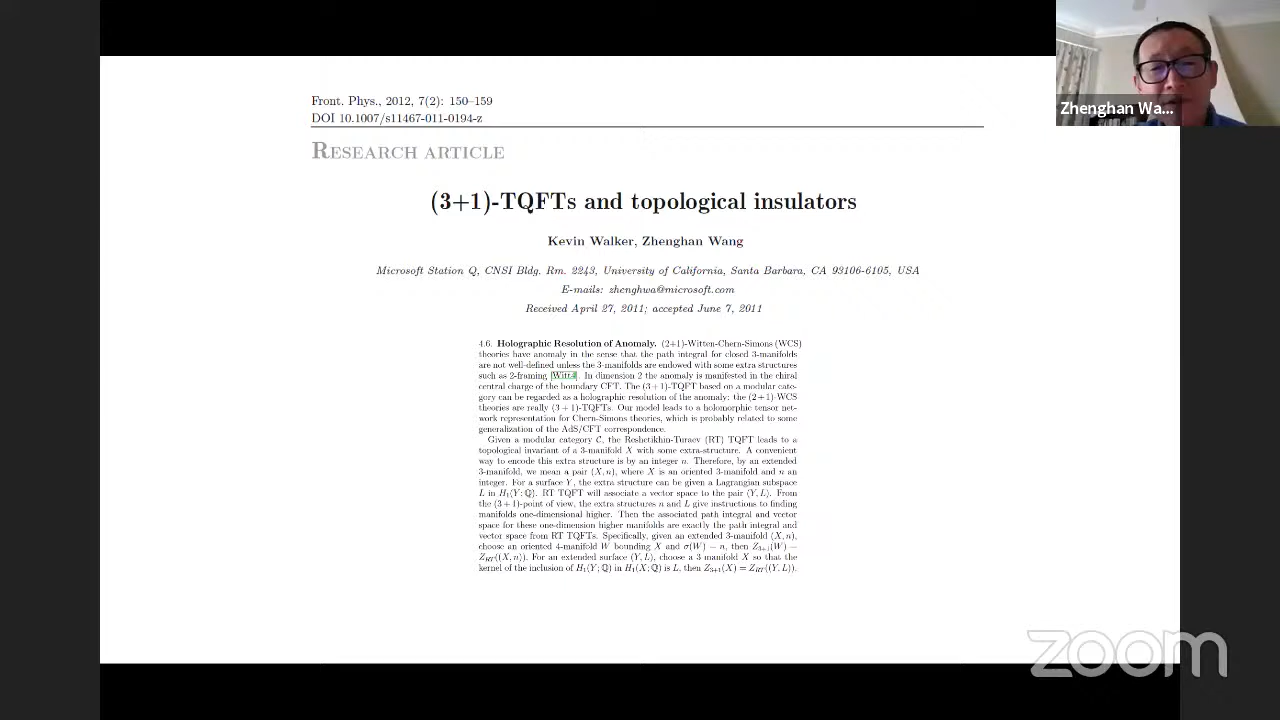 Front. Phys., 2012, 7(2): 150–159
DOI 10.1007/s11467-011-0194-z
RESEARCH ARTICLE
(3+1)-TQFTs and topological insulators
Kevin Walker, Zhenghan Wang
Microsoft Station Q, CNSI Bldg. Rm. 2243, University of California, Santa Barbara, CA 93106-6105, USA
E-mails: zhenghwa@microsoft.com
Received April 27, 2011; accepted June 7, 2011
4.6. Holographic Resolution of Anomaly. (2+1)-Witten-Chern-Simons (WCS)
theories have anomaly in the sense that the path integral for closed 3-manifolds
are not well-defined unless the 3-manifolds are endowed with some extra structures
such as 2-framing [Witt4]. In dimension 2 the anomaly is manifested in the chiral
central charge of the boundary CFT. The (3+1)-TQFT based on a modular cate-
gory can be regarded as a holographic resolution of the anomaly: the (2+1)-WCS
theories are really (3+1)-TQFTs. Our model leads to a holomorphic tensor net-
work representation for Chern-Simons theories, which is probably related to some
generalization of the AdS/CFT correspondence.
Given a modular category C, the Reshetikhin-Turaev (RT) TQFT leads to a
topological invariant of a 3-manifold X with some extra-structure. A convenient
way to encode this extra structure is by an integer n. Therefore, by an extended
3-manifold, we mean a pair (X, n), where X is an oriented 3-manifold and n an
integer. For a surface Y, the extra structure can be given a Lagrangian subspace
L in H₁(Y; ℚ). RT TQFT will associate a vector space to the pair (Y, L). From
the (3+1)-point of view, the extra structures n and L give instructions to finding
manifolds one-dimensional higher. Then the associated path integral and vector
space for these one-dimension higher manifolds are exactly the path integral and
vector space from RT TQFTs. Specifically, given an extended 3-manifold (X, n),
choose an oriented 4-manifold W bounding X and σ(W) = n, then Z₃₊₁(W) =
Z_RT((X, n)). For an extended surface (Y, L), choose a 3 manifold X so that the
kernel of the inclusion of H₁(Y; ℚ) in H₁(X; ℚ) is L, then Z₃₊₁(X) = Z_RT((Y, L)).
Zhenghan Wa...
zoom